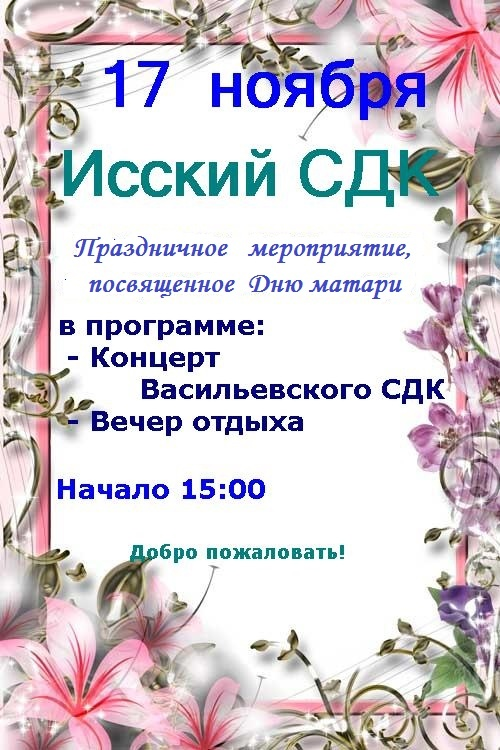 17 ноября
Исский СДК
Праздничное мероприятие,
посвященное Дню матари
в программе:
- Концерт
Васильевского СДК
- Вечер отдыха
Начало 15:00
Добро пожаловать!